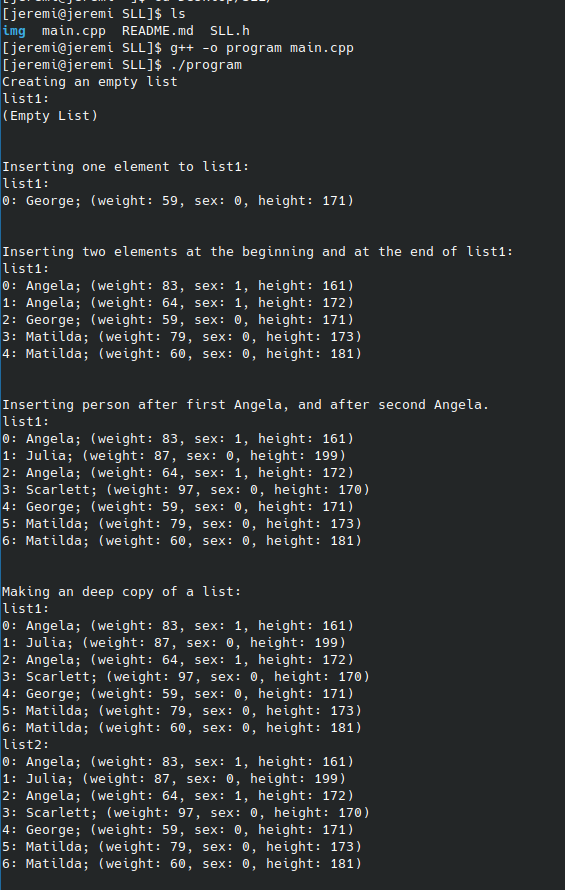 [jeremi@jeremi SLL]$ ls
img  main.cpp  README.md  SLL.h
[jeremi@jeremi SLL]$ g++ -o program main.cpp
[jeremi@jeremi SLL]$ ./program
Creating an empty list
list1:
(Empty List)
Inserting one element to list1:
list1:
0: George; (weight: 59, sex: 0, height: 171)
Inserting two elements at the beginning and at the end of list1:
list1:
0: Angela; (weight: 83, sex: 1, height: 161)
1: Angela; (weight: 64, sex: 1, height: 172)
2: George; (weight: 59, sex: 0, height: 171)
3: Matilda; (weight: 79, sex: 0, height: 173)
4: Matilda; (weight: 60, sex: 0, height: 181)
Inserting person after first Angela, and after second Angela.
list1:
0: Angela; (weight: 83, sex: 1, height: 161)
1: Julia; (weight: 87, sex: 0, height: 199)
2: Angela; (weight: 64, sex: 1, height: 172)
3: Scarlett; (weight: 97, sex: 0, height: 170)
4: George; (weight: 59, sex: 0, height: 171)
5: Matilda; (weight: 79, sex: 0, height: 173)
6: Matilda; (weight: 60, sex: 0, height: 181)
Making an deep copy of a list:
list1:
0: Angela; (weight: 83, sex: 1, height: 161)
1: Julia; (weight: 87, sex: 0, height: 199)
2: Angela; (weight: 64, sex: 1, height: 172)
3: Scarlett; (weight: 97, sex: 0, height: 170)
4: George; (weight: 59, sex: 0, height: 171)
5: Matilda; (weight: 79, sex: 0, height: 173)
6: Matilda; (weight: 60, sex: 0, height: 181)
list2:
0: Angela; (weight: 83, sex: 1, height: 161)
1: Julia; (weight: 87, sex: 0, height: 199)
2: Angela; (weight: 64, sex: 1, height: 172)
3: Scarlett; (weight: 97, sex: 0, height: 170)
4: George; (weight: 59, sex: 0, height: 171)
5: Matilda; (weight: 79, sex: 0, height: 173)
6: Matilda; (weight: 60, sex: 0, height: 181)